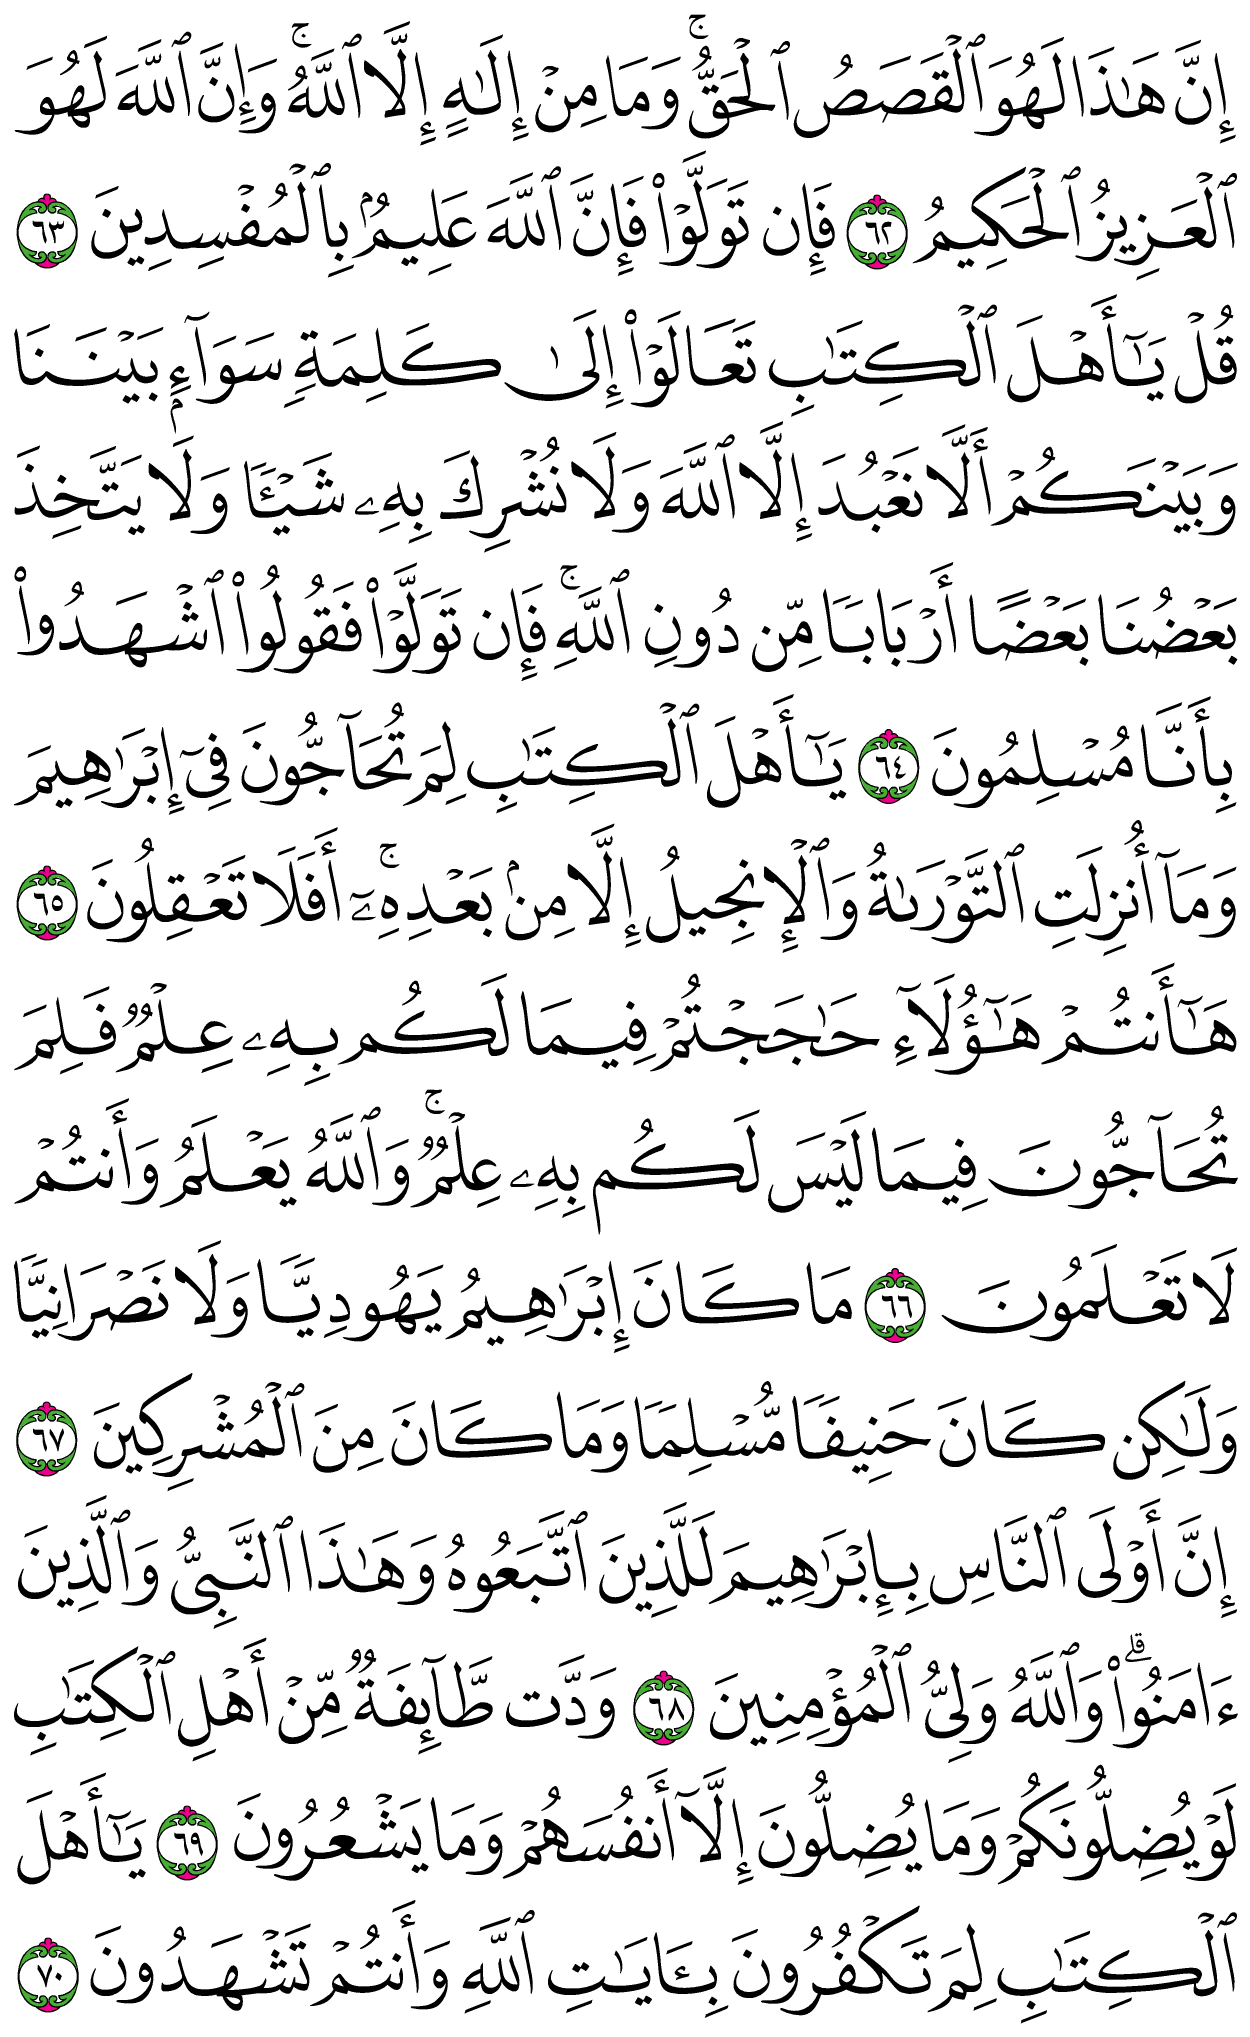 إِنَّ هَٰذَا لَهُوَ ٱلْقَصَصُ ٱلْحَقُّۚ وَمَا مِنْ إِلَٰهٍ إِلَّا ٱللَّهُۚ وَإِنَّ ٱللَّهَ لَهُوَ
ٱلْعَزِيزُ ٱلْحَكِيمُ ٦٢ فَإِن تَوَلَّوْا۟ فَإِنَّ ٱللَّهَ عَلِيمٌۢ بِٱلْمُفْسِدِينَ ٦٣
قُلْ يَٰٓأَهْلَ ٱلْكِتَٰبِ تَعَالَوْا۟ إِلَىٰ كَلِمَةٍ سَوَآءٍۭ بَيْنَنَا
وَبَيْنَكُمْ أَلَّا نَعْبُدَ إِلَّا ٱللَّهَ وَلَا نُشْرِكَ بِهِۦ شَيْـًٔا وَلَا يَتَّخِذَ
بَعْضُنَا بَعْضًا أَرْبَابًا مِّن دُونِ ٱللَّهِۚ فَإِن تَوَلَّوْا۟ فَقُولُوا۟ ٱشْهَدُوا۟
بِأَنَّا مُسْلِمُونَ ٦٤ يَٰٓأَهْلَ ٱلْكِتَٰبِ لِمَ تُحَآجُّونَ فِىٓ إِبْرَٰهِيمَ
وَمَآ أُنزِلَتِ ٱلتَّوْرَىٰةُ وَٱلْإِنجِيلُ إِلَّا مِنۢ بَعْدِهِۦٓۚ أَفَلَا تَعْقِلُونَ ٦٥
هَٰٓأَنتُمْ هَٰٓؤُلَآءِ حَٰجَجْتُمْ فِيمَا لَكُم بِهِۦ عِلْمٌ فَلِمَ
تُحَآجُّونَ فِيمَا لَيْسَ لَكُم بِهِۦ عِلْمٌۚ وَٱللَّهُ يَعْلَمُ وَأَنتُمْ
لَا تَعْلَمُونَ ٦٦ مَا كَانَ إِبْرَٰهِيمُ يَهُودِيًّا وَلَا نَصْرَانِيًّا
وَلَٰكِن كَانَ حَنِيفًا مُّسْلِمًا وَمَا كَانَ مِنَ ٱلْمُشْرِكِينَ ٦٧
إِنَّ أَوْلَى ٱلنَّاسِ بِإِبْرَٰهِيمَ لَلَّذِينَ ٱتَّبَعُوهُ وَهَٰذَا ٱلنَّبِىُّ وَٱلَّذِينَ
ءَامَنُوا۟ۗ وَٱللَّهُ وَلِىُّ ٱلْمُؤْمِنِينَ ٦٨ وَدَّت طَّآئِفَةٌ مِّنْ أَهْلِ ٱلْكِتَٰبِ
لَوْ يُضِلُّونَكُمْ وَمَا يُضِلُّونَ إِلَّآ أَنفُسَهُمْ وَمَا يَشْعُرُونَ ٦٩ يَٰٓأَهْلَ
ٱلْكِتَٰبِ لِمَ تَكْفُرُونَ بِـَٔايَٰتِ ٱللَّهِ وَأَنتُمْ تَشْهَدُونَ ٧٠